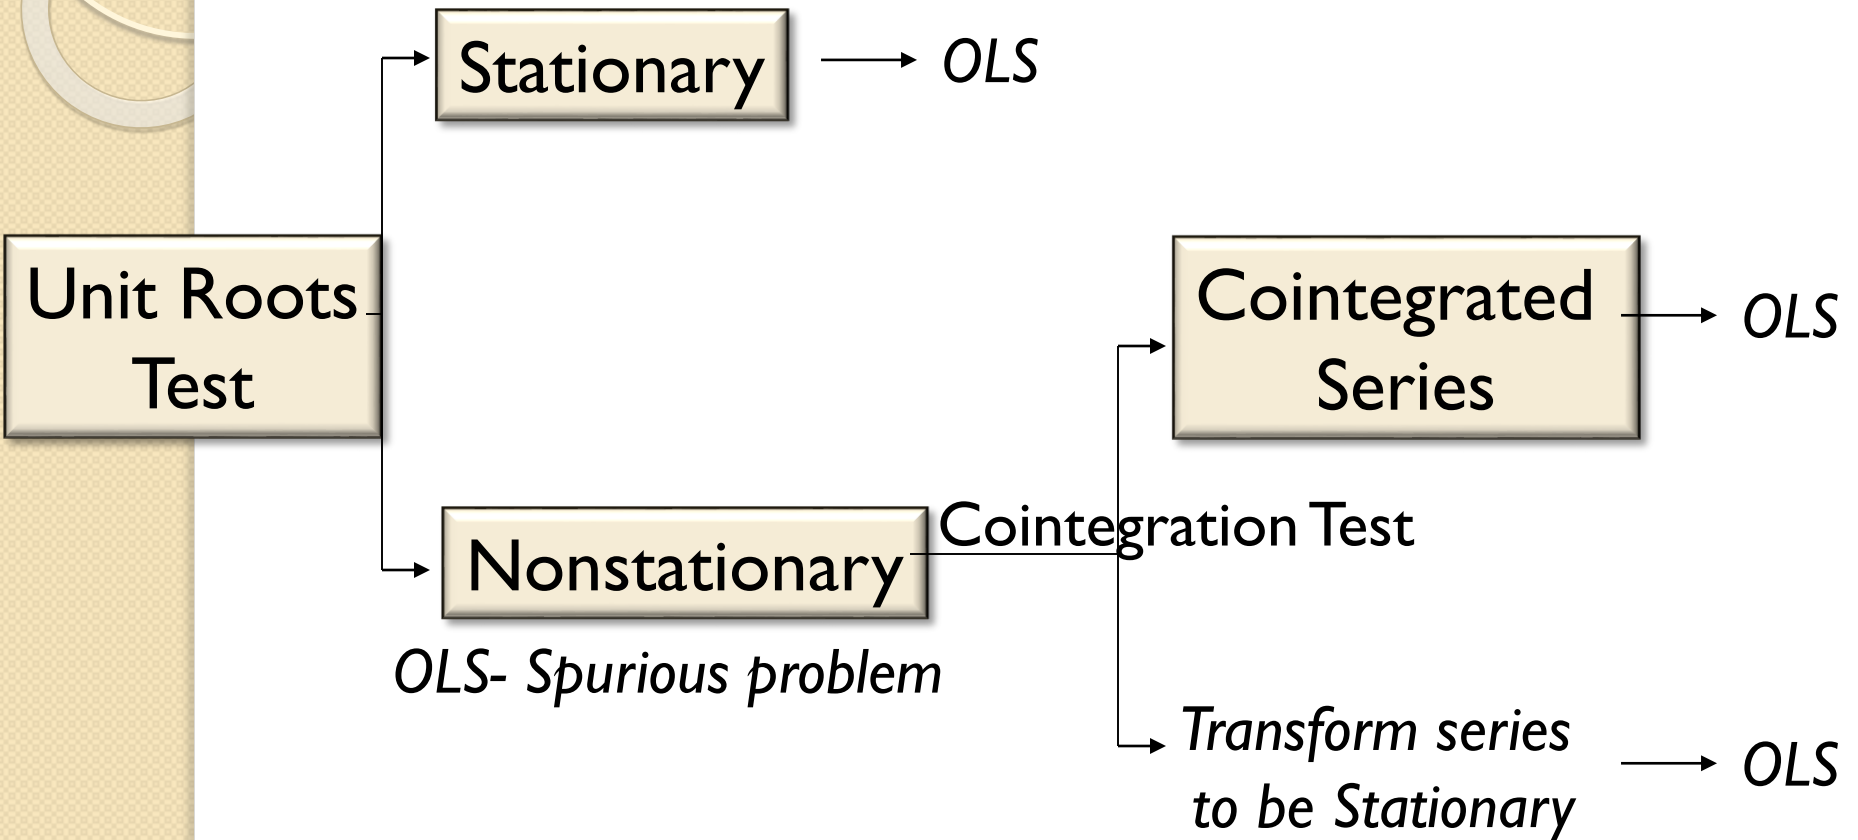 Stationary
OLS
Unit Roots
Test
Cointegrated
Series
OLS
Cointegration Test
Nonstationary
OLS- Spurious problem
Transform series
to be Stationary
OLS